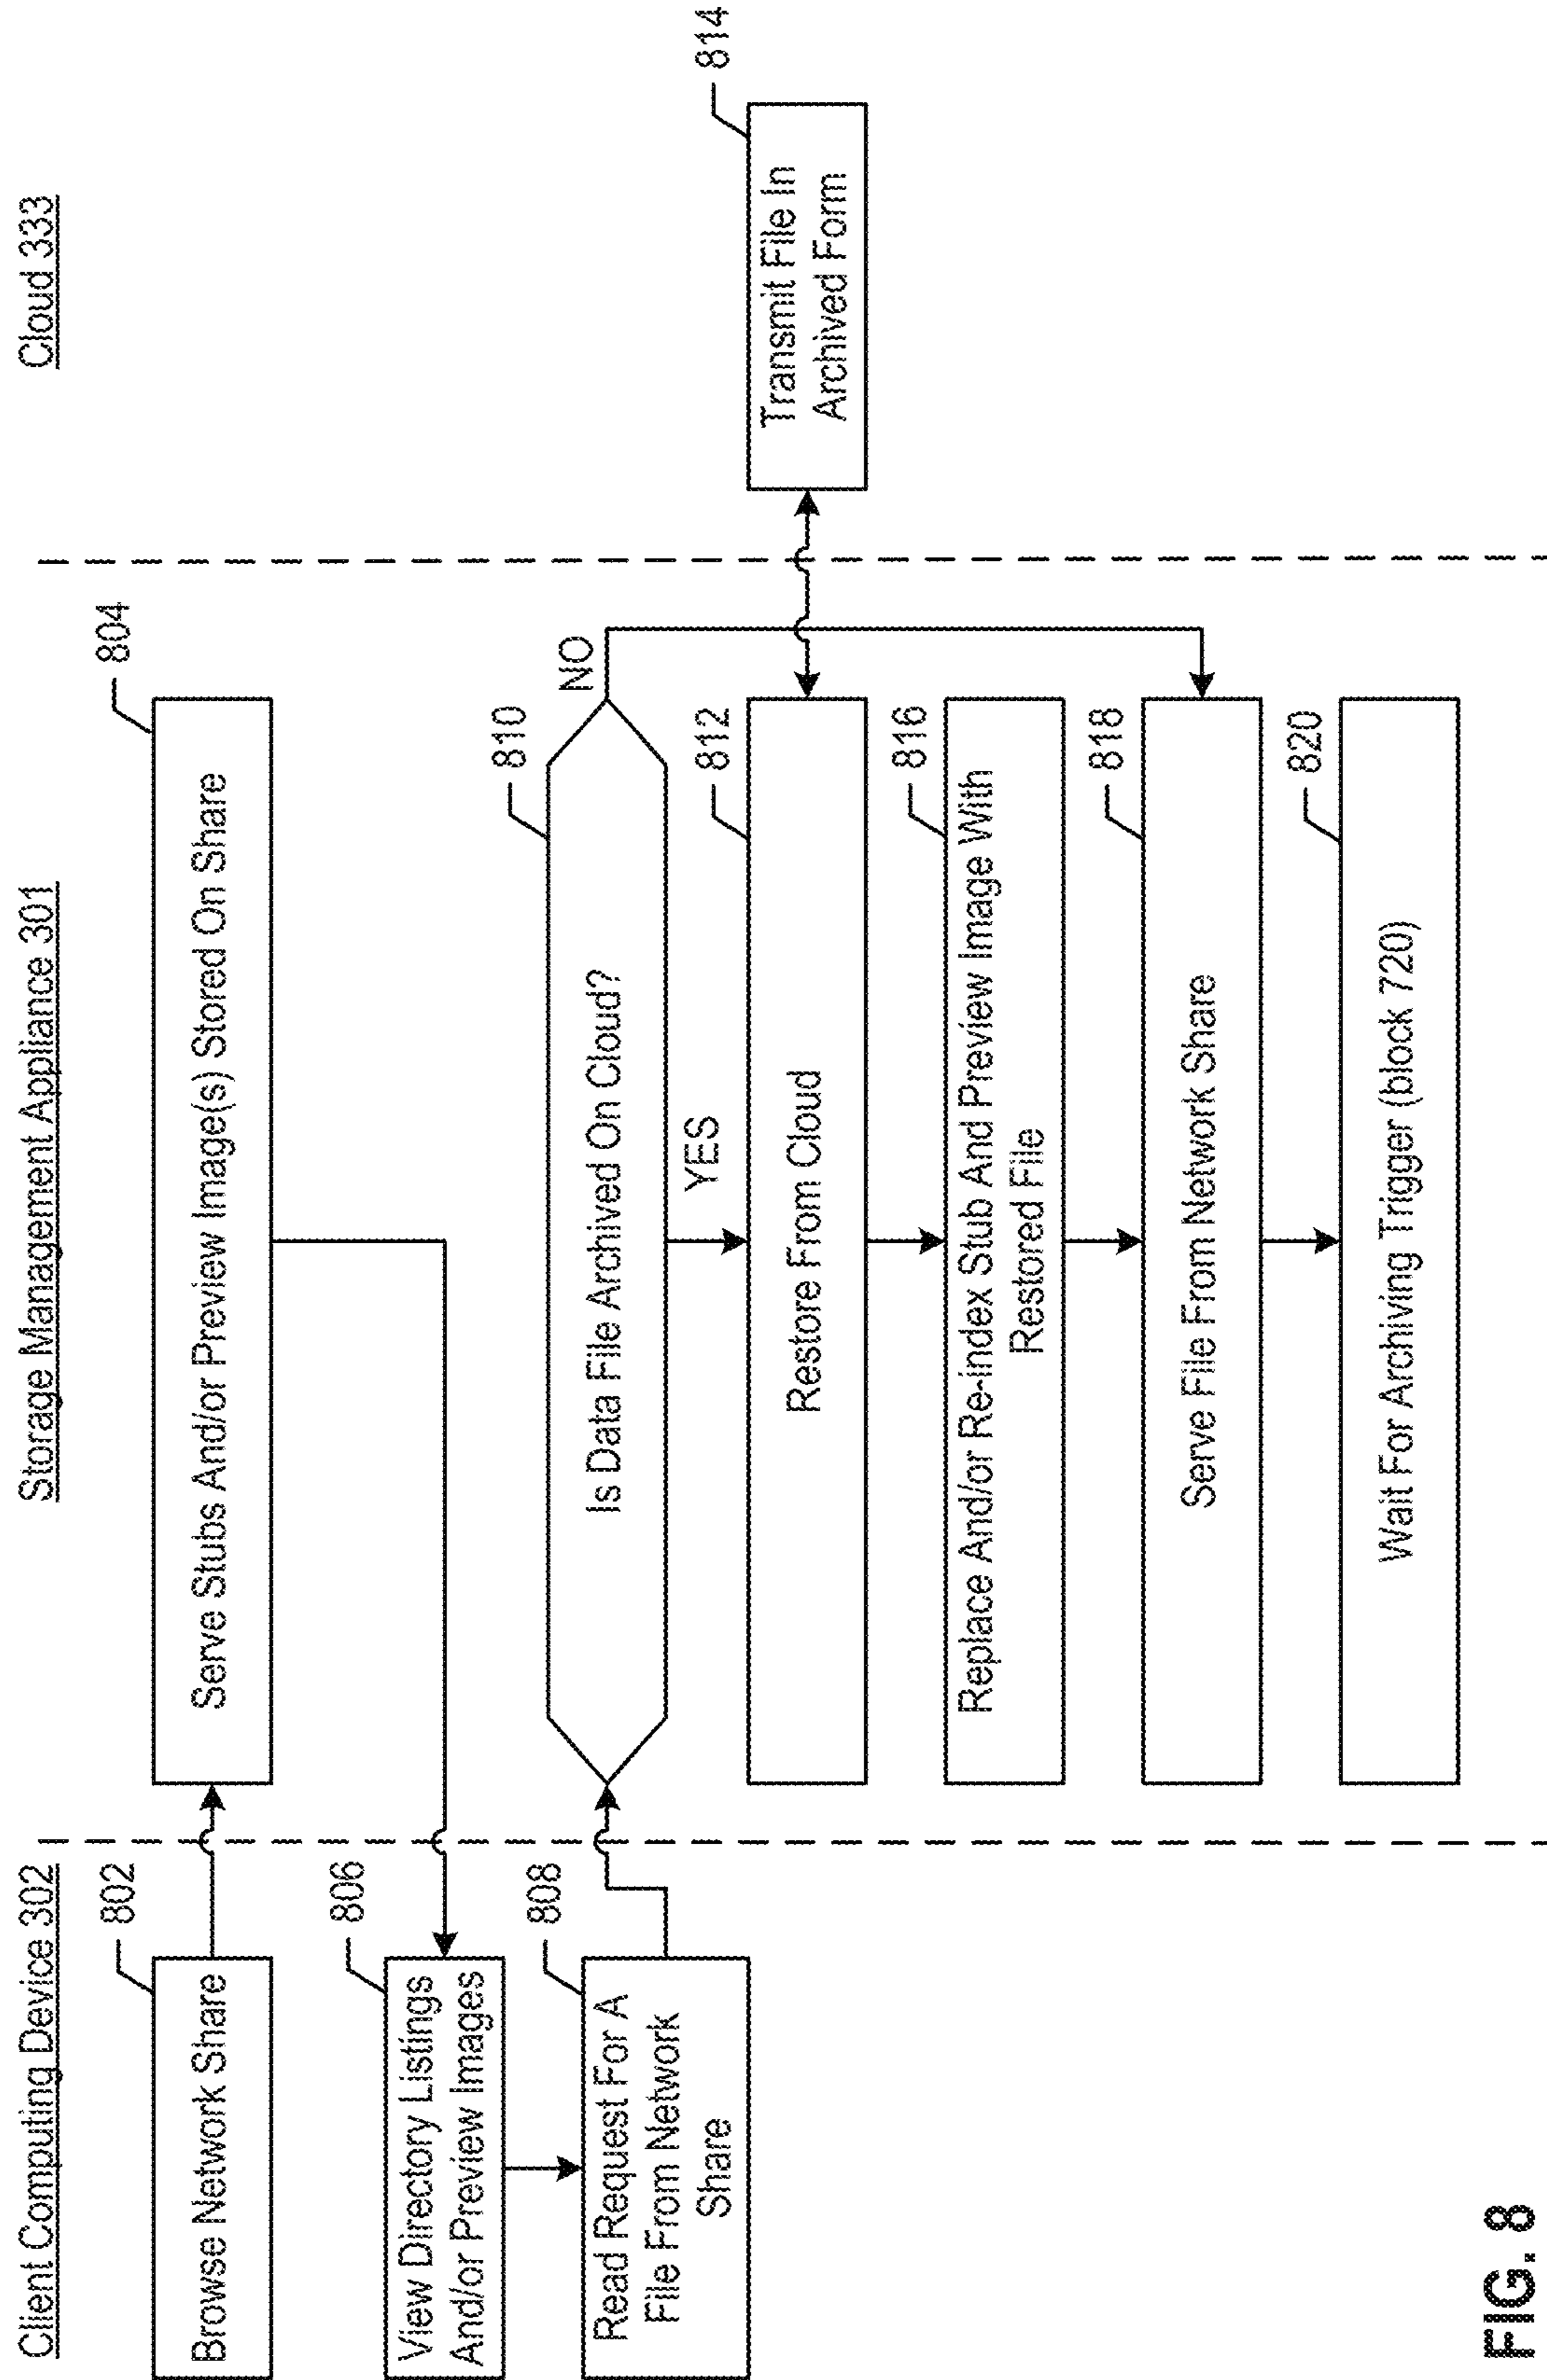 Client Computing Device 302
Storage Management Appliance 301
Cloud 333
802
Browse Network Share
804
Serve Stubs And/or Preview Image(s) Stored On Share
806
View Directory Listings
And/or Preview Images
808
Read Request For A
File From Network
Share
810
Is Data File Archived On Cloud?
NO
YES
812
Restore From Cloud
814
Transmit File In
Archived Form
816
Replace And/or Re-index Stub And Preview Image With
Restored File
818
Serve File From Network Share
820
Wait For Archiving Trigger (block 720)
FIG. 8